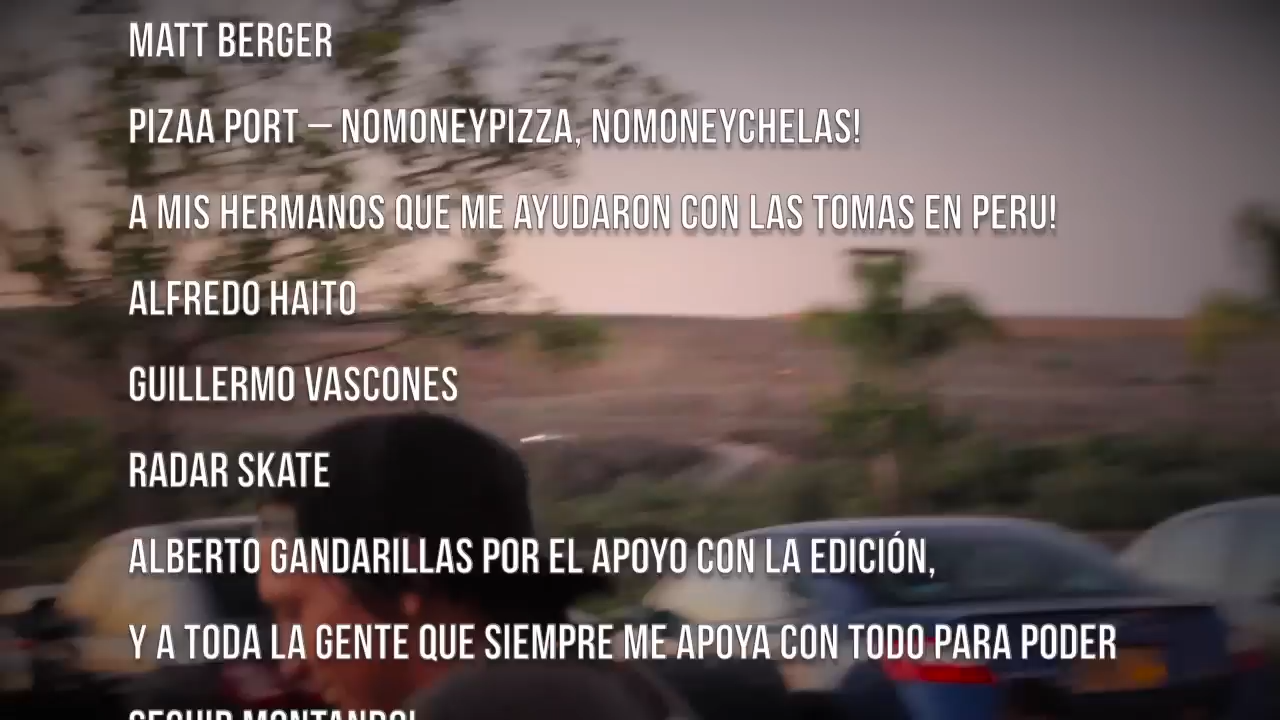 MATT BERGER
PIZAA PORT – NOMONEYPIZZA, NOMONEYCHELAS!
A MIS HERMANOS QUE ME AYUDARON CON LAS TOMAS EN PERU!
ALFREDO HAITO
GUILLERMO VASCONES
RADAR SKATE
ALBERTO GANDARILLAS POR EL APOYO CON LA EDICIÓN,
Y A TODA LA GENTE QUE SIEMPRE ME APOYA CON TODO PARA PODER
SEGUIR MONTANDO!